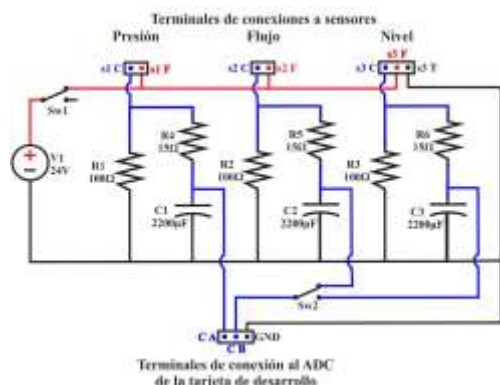 Terminales de conexiones a sensores
Presión Flujo Nivel
s3 F
s1 C s1 F s2 C s2 F s3 C s3 T
Sw1
R4
15Ω
R5
15Ω
R6
15Ω
V1
24V
R1
100Ω
R2
100Ω
R3
100Ω
C1
2200µF
C2
2200µF
C3
2200µF
Sw2
C A GND
C B
Terminales de conexión al ADC
de la tarjeta de desarrollo